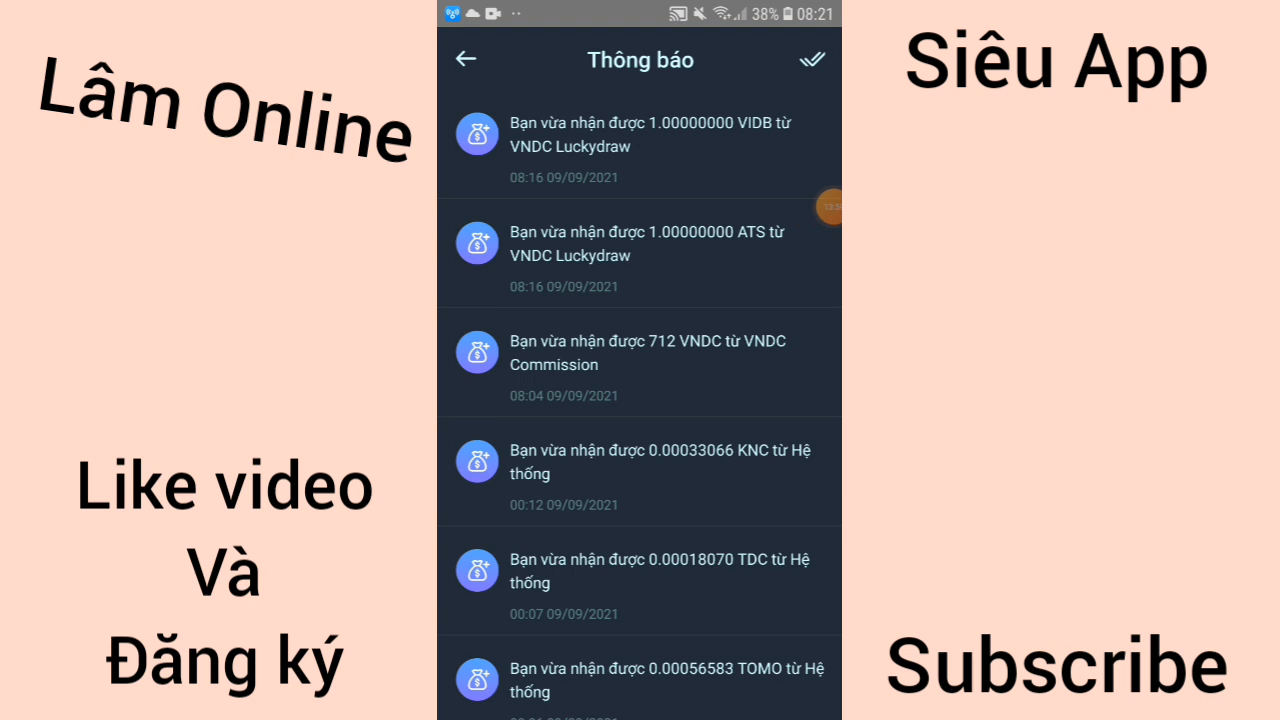 Lâm Online
Siêu App
38% 08:21
Thông báo
Bạn vừa nhận được 1.00000000 VIDB từ
VNDC Luckydraw
08:16 09/09/2021
Bạn vừa nhận được 1.00000000 ATS từ
VNDC Luckydraw
08:16 09/09/2021
Bạn vừa nhận được 712 VNDC từ VNDC
Commission
08:04 09/09/2021
Bạn vừa nhận được 0.00033066 KNC từ Hệ
thống
00:12 09/09/2021
Bạn vừa nhận được 0.00018070 TDC từ Hệ
thống
00:07 09/09/2021
Bạn vừa nhận được 0.00056583 TOMO từ Hệ
thống
Like video
Và
Đăng ký
Subscribe